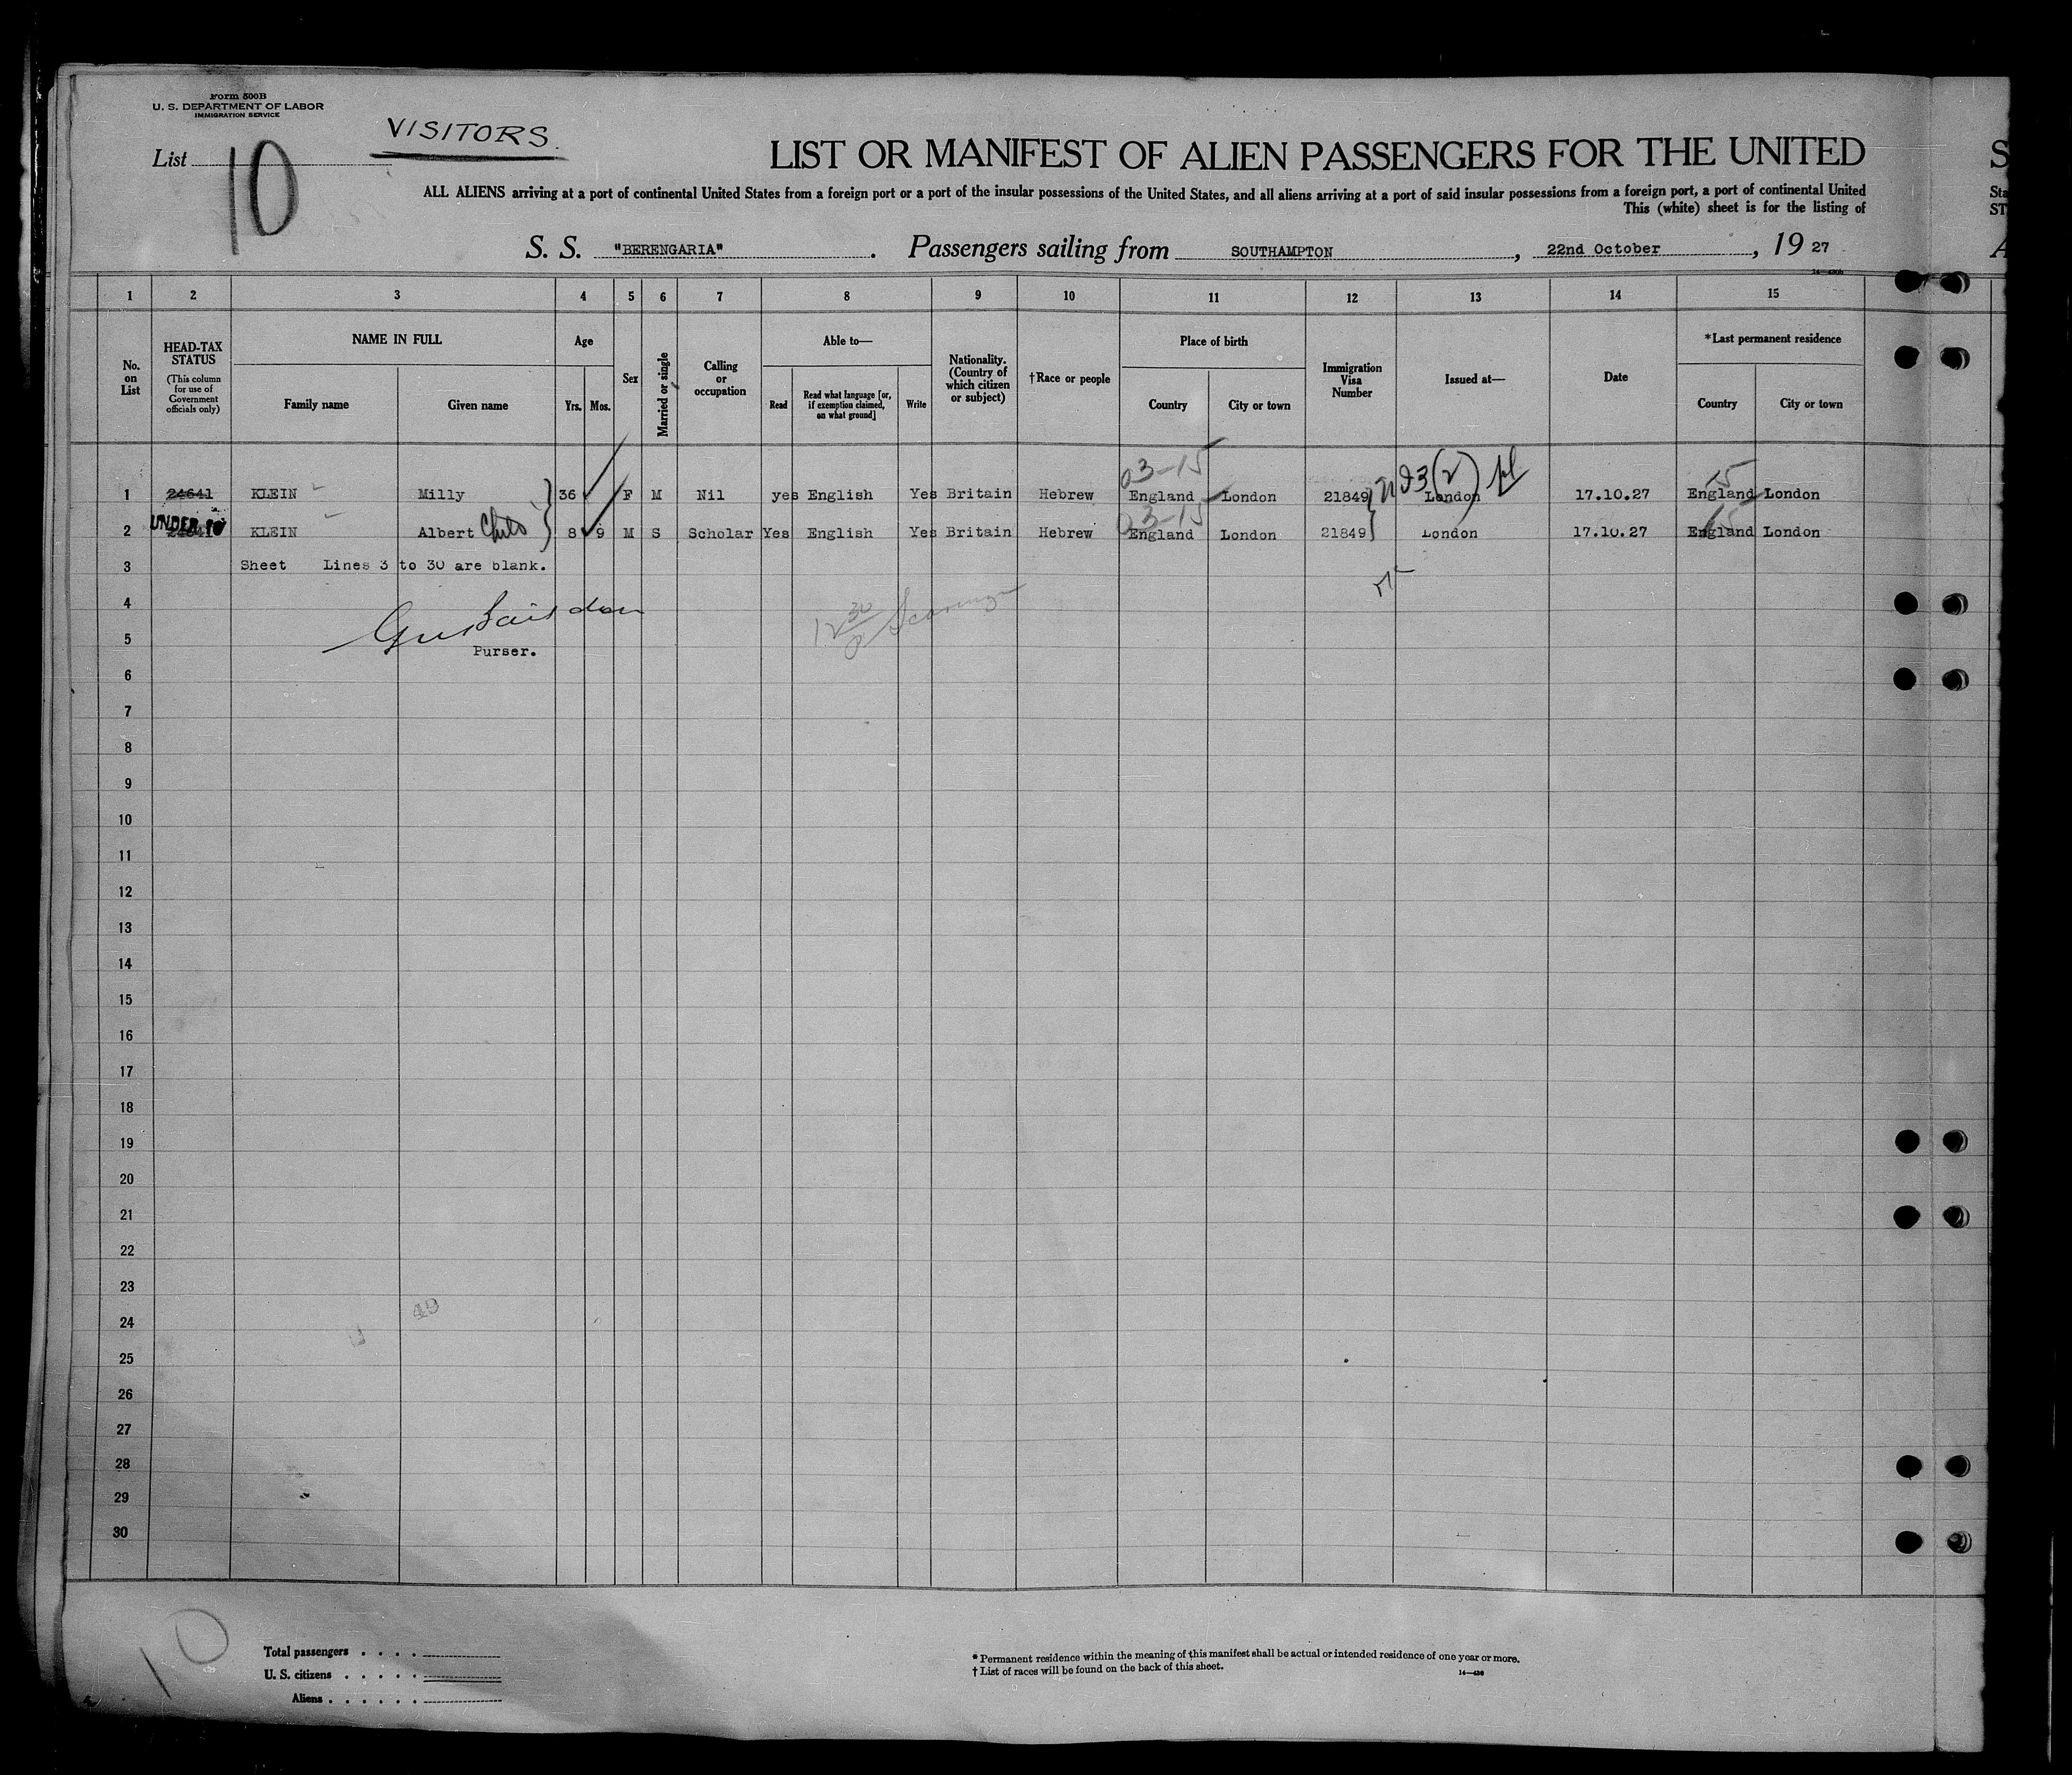 Form 500B
U. S. DEPARTMENT OF LABOR
IMMIGRATION SERVICE
VISITORS.
List 10
LIST OR MANIFEST OF ALIEN PASSENGERS FOR THE UNITED
S
ALL ALIENS arriving at a port of continental United States from a foreign port or a port of the insular possessions of the United States, and all aliens arriving at a port of said insular possessions from a foreign port, a port of continental United
Sta
This (white) sheet is for the listing of
ST
S. S. "BERENGARIA". Passengers sailing from SOUTHAMPTON, 22nd October, 19 27
A
1 2 3 4 5 6 7 8 9 10 11 12 13 14 15
No. on List
HEAD-TAX STATUS
(This column for use of Government officials only)
NAME IN FULL
Family name
Given name
Age
Yrs. Mos.
Sex
Married or single
Calling or occupation
Able to—
Read
Read what language [or, if exemption claimed, on what ground]
Write
Nationality. (Country of which citizen or subject)
†Race or people
Place of birth
Country
City or town
Immigration Visa Number
Issued at—
Date
*Last permanent residence
Country
City or town
03-15
15
1 24641 KLEIN Milly 36 F M Nil yes English Yes Britain Hebrew England London 21849 London 17.10.27 England London
03-15
15
UNDER
2 KLEIN Albert 8 9 M S Scholar Yes English Yes Britain Hebrew England London 21849 London 17.10.27 England London
3 Sheet Lines 3 to 30 are blank.
4
5
Purser.
6
7
8
9
10
11
12
13
14
15
16
17
18
19
20
21
22
23
49
24
25
26
27
28
29
30
10
Total passengers . . . .
U. S. citizens . . . . .
Aliens . . . . . .
* Permanent residence within the meaning of this manifest shall be actual or intended residence of one year or more.
† List of races will be found on the back of this sheet.
14—430